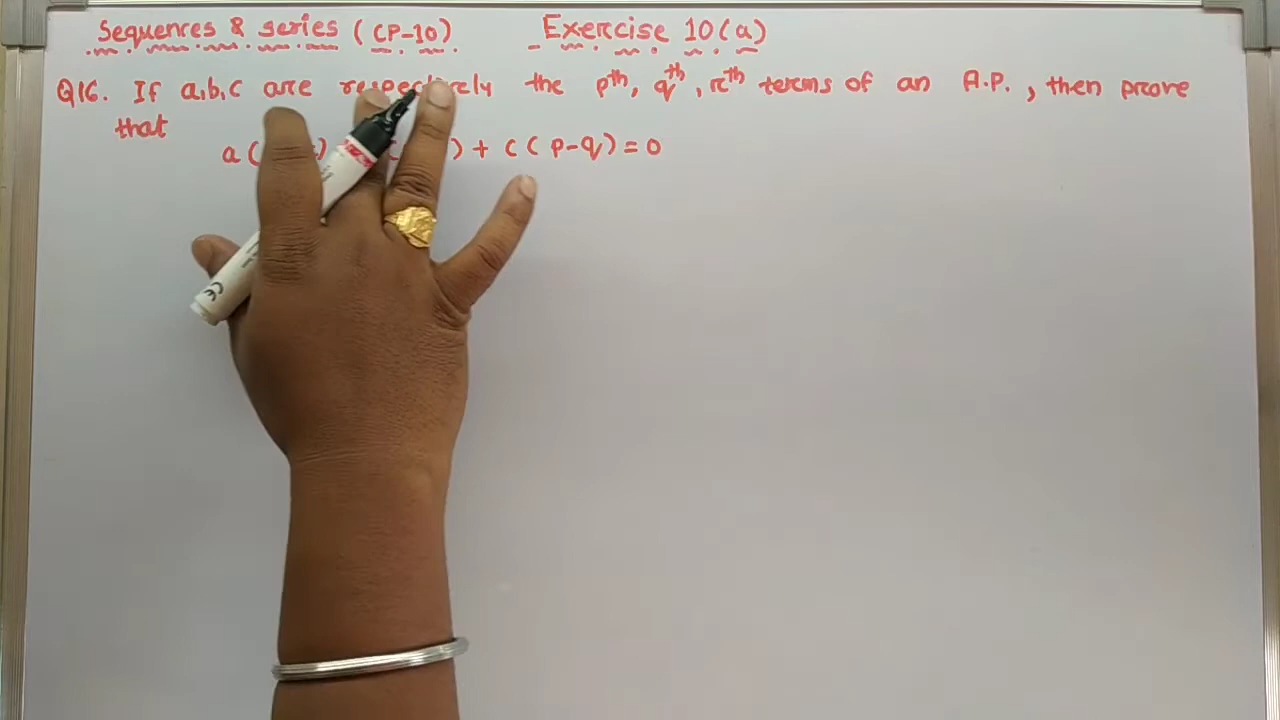 Sequences & series (CP-10) Exercise 10(a)
Q16. If a,b,c are respectively the pth, qth, rth terms of an A.P., then prove
that
a( ) + c(p-q)=0
CE